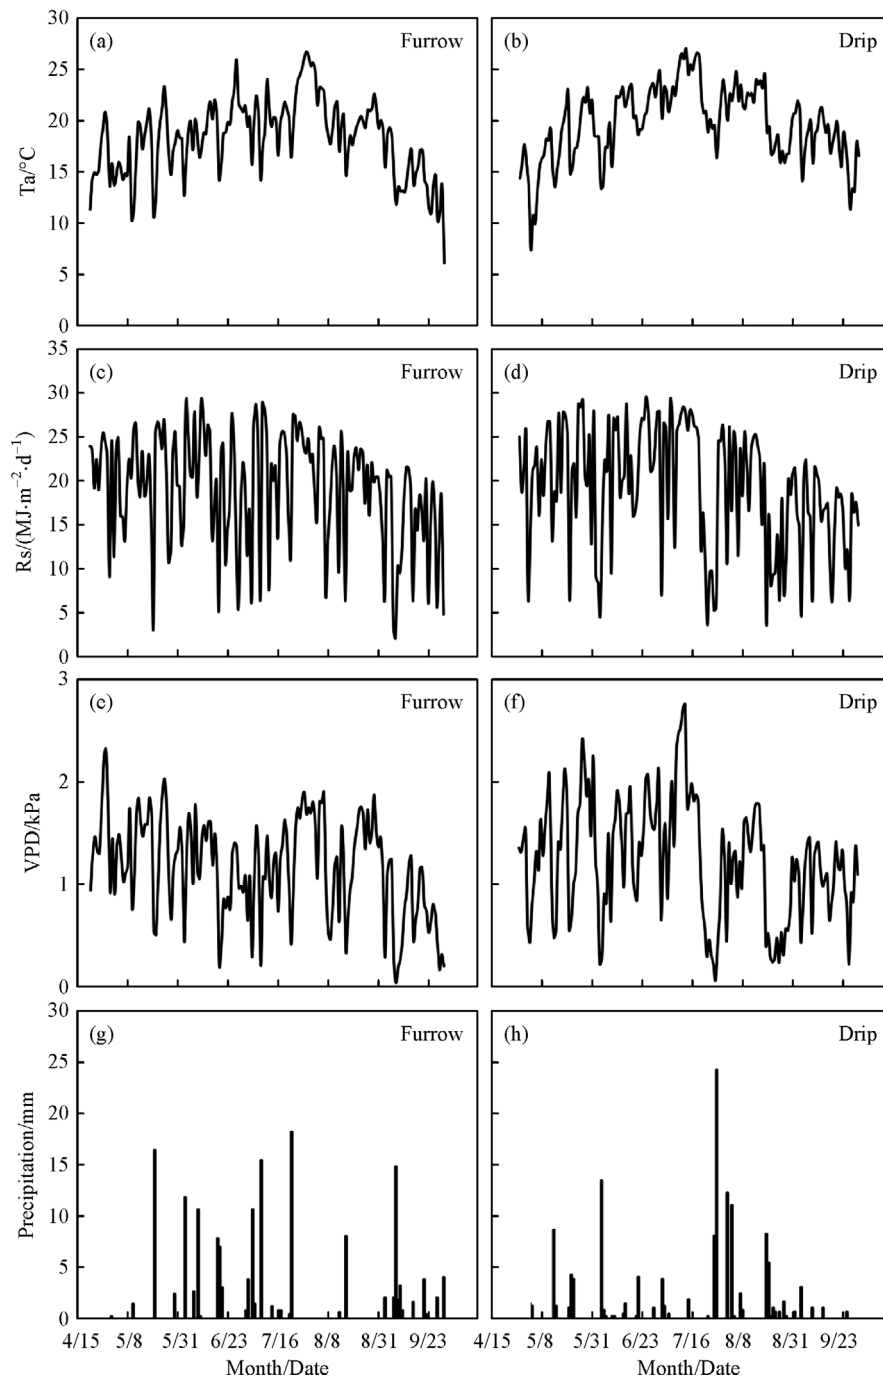 (a) Furrow
(b) Drip
Ta/°C
30
25
20
15
10
5
0
(c) Furrow
(d) Drip
Rs/(MJ·m⁻²·d⁻¹)
35
30
25
20
15
10
5
0
(e) Furrow
(f) Drip
VPD/kPa
3
2
1
0
(g) Furrow
(h) Drip
Precipitation/mm
30
25
20
15
10
5
0
4/15 5/8 5/31 6/23 7/16 8/8 8/31 9/23
4/15 5/8 5/31 6/23 7/16 8/8 8/31 9/23
Month/Date
Month/Date